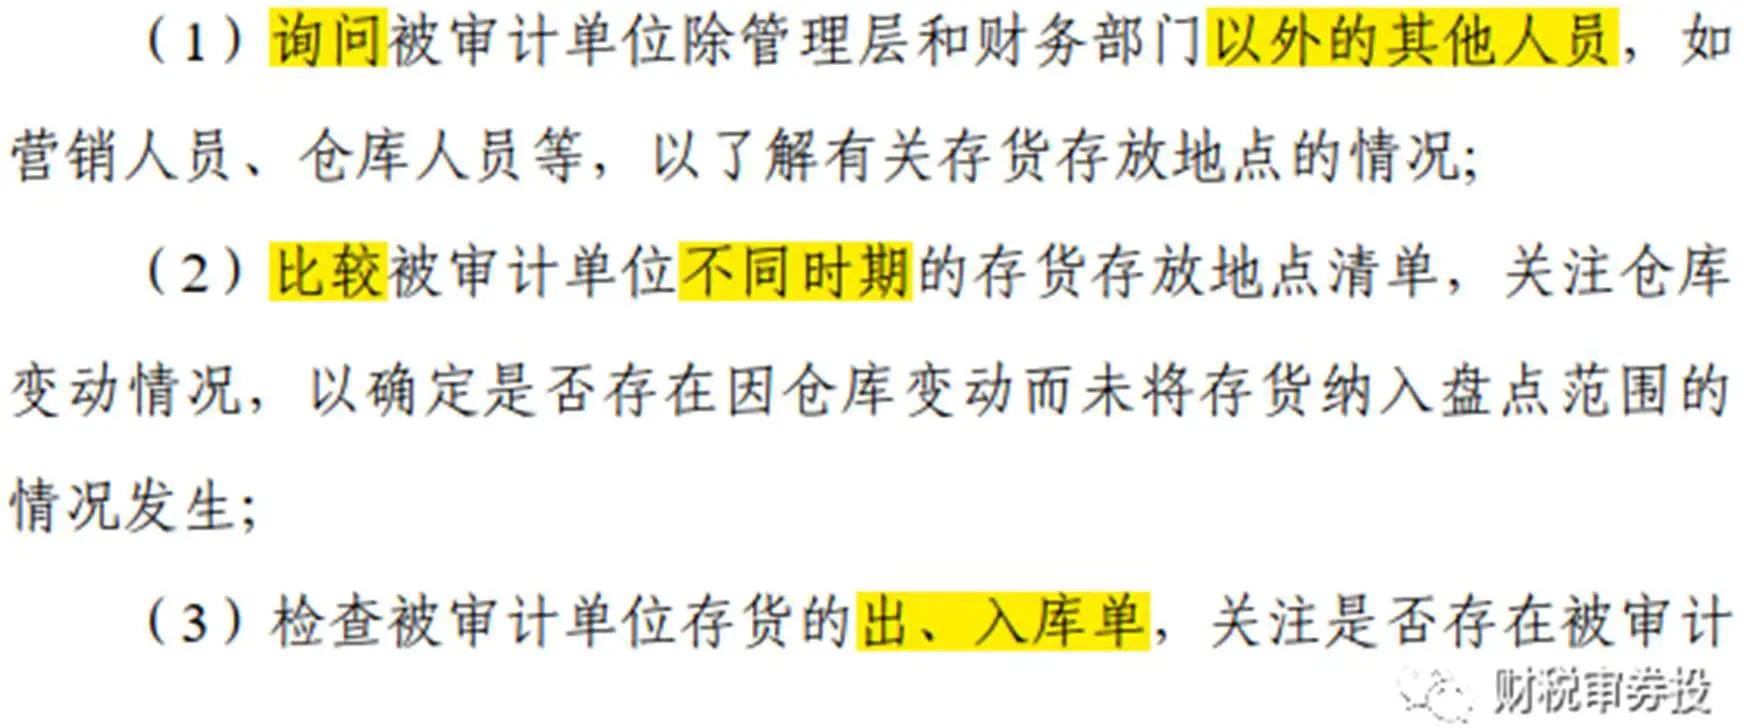 （1）询问被审计单位除管理层和财务部门以外的其他人员，如
营销人员、仓库人员等，以了解有关存货存放地点的情况；
（2）比较被审计单位不同时期的存货存放地点清单，关注仓库
变动情况，以确定是否存在因仓库变动而未将存货纳入盘点范围的
情况发生；
（3）检查被审计单位存货的出、入库单，关注是否存在被审计
财税审券投